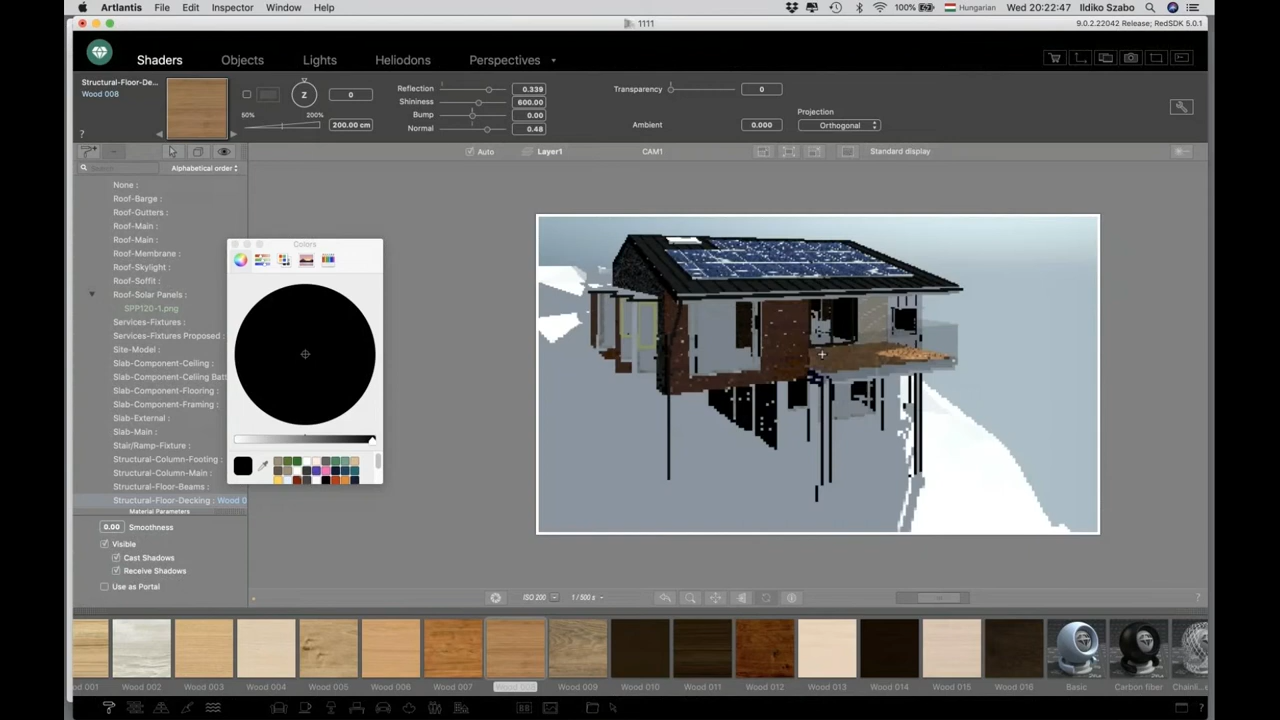 Artlantis File Edit Inspector Window Help
100% Hungarian Wed 20:22:47 Ildiko Szabo
1111
9.0.2.22042 Release; RedSDK 5.0.1
Shaders Objects Lights Heliodons Perspectives
Structural-Floor-De...
Wood 008
50%
200%
Z
0
200.00 cm
?
Reflection 0.339
Shininess 600.00
Bump 0.00
Normal 0.48
Transparency 0
Ambient 0.000
Projection
Orthogonal
Auto Layer1 CAM1 Standard display
Search Alphabetical order
None :
Roof-Barge :
Roof-Gutters :
Roof-Main :
Roof-Main :
Roof-Membrane :
Roof-Skylight :
Roof-Soffit :
Roof-Solar Panels :
SPP120-1.png
Services-Fixtures :
Services-Fixtures Proposed :
Site-Model :
Slab-Component-Ceiling :
Slab-Component-Ceiling Batt
Slab-Component-Flooring :
Slab-Component-Framing :
Slab-External :
Slab-Main :
Stair/Ramp-Fixture :
Structural-Column-Footing :
Structural-Column-Main :
Structural-Floor-Beams :
Structural-Floor-Decking : Wood 0
Colors
Material Parameters
0.00 Smoothness
Visible
Cast Shadows
Receive Shadows
Use as Portal
ISO 200 1 / 500 s ?
Wood 001 Wood 002 Wood 003 Wood 004 Wood 005 Wood 006 Wood 007 Wood 009 Wood 010 Wood 011 Wood 012 Wood 013 Wood 014 Wood 015 Wood 016 Basic Carbon fiber
?